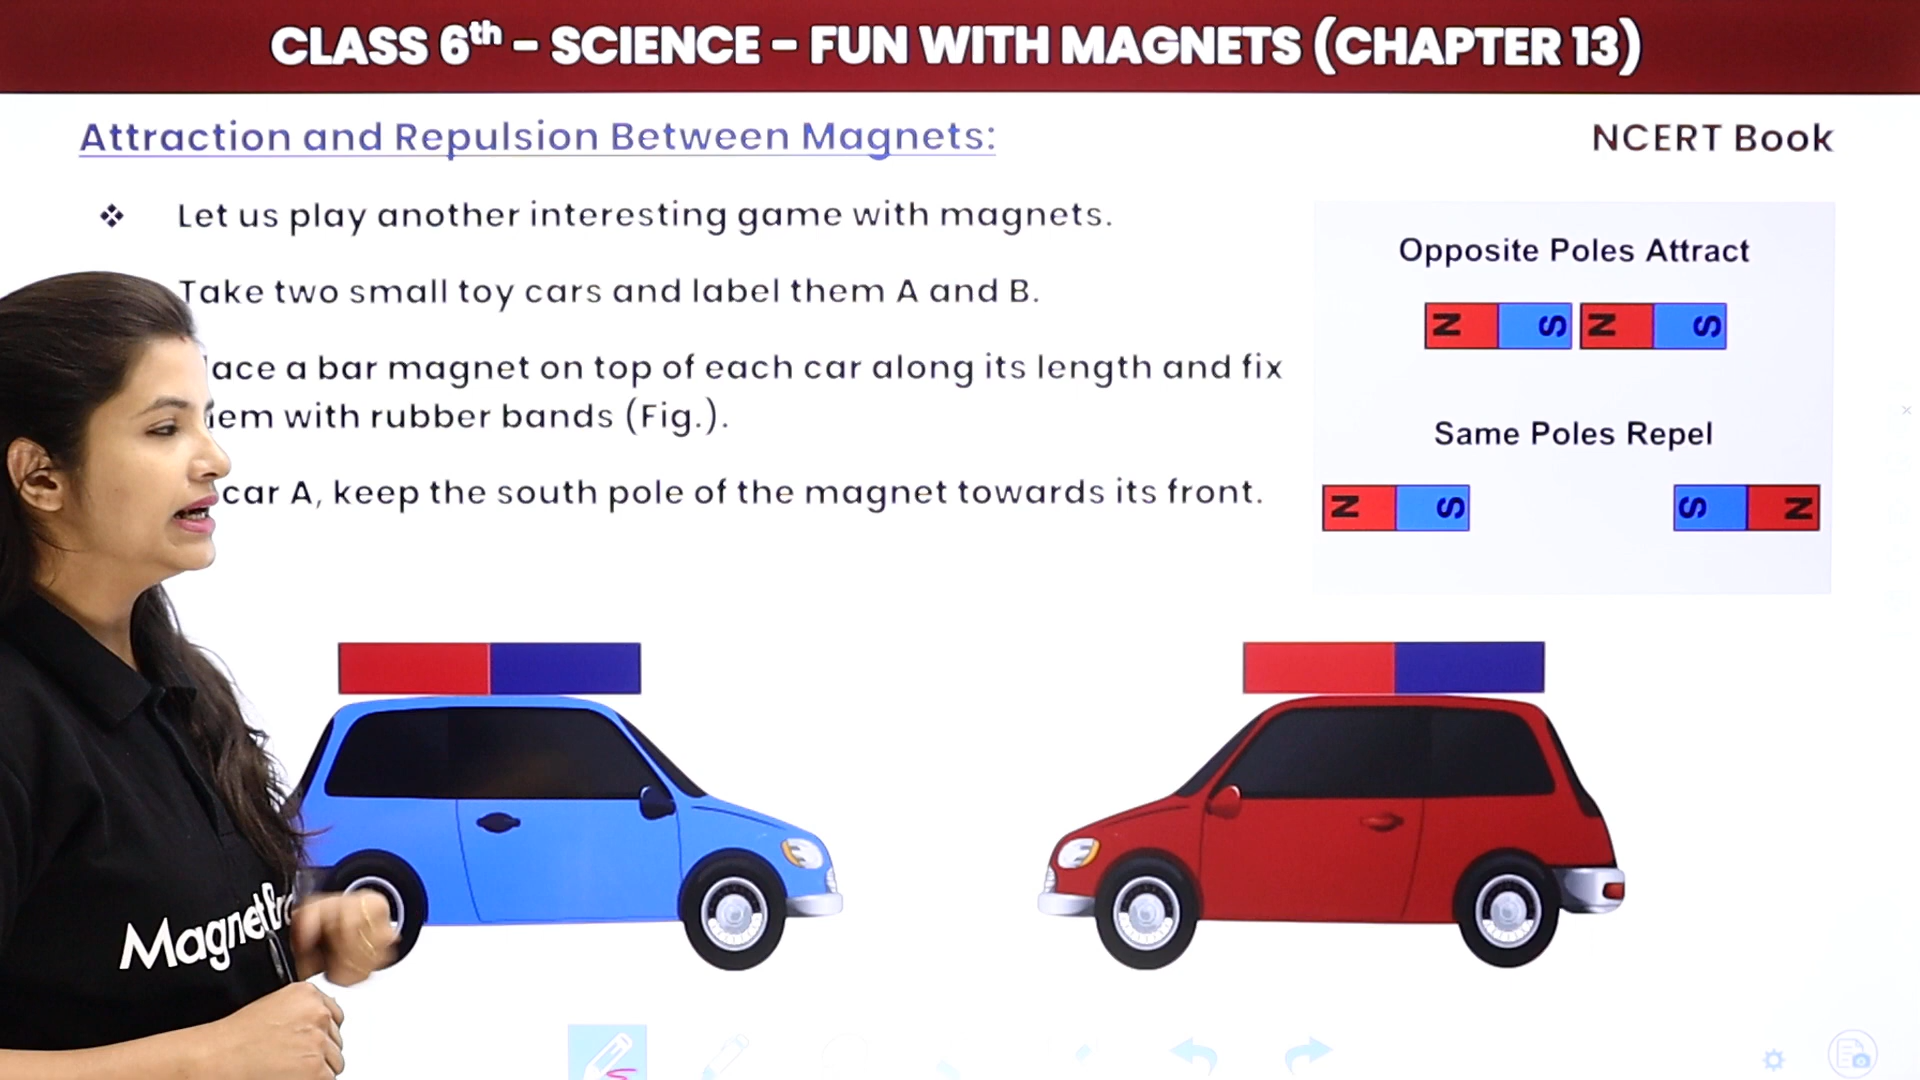 CLASS 6th - SCIENCE - FUN WITH MAGNETS (CHAPTER 13)
Attraction and Repulsion Between Magnets:
NCERT Book
❖ Let us play another interesting game with magnets.
Take two small toy cars and label them A and B.
ace a bar magnet on top of each car along its length and fix
em with rubber bands (Fig.).
car A, keep the south pole of the magnet towards its front.
Opposite Poles Attract
N S N S
Same Poles Repel
N S S N